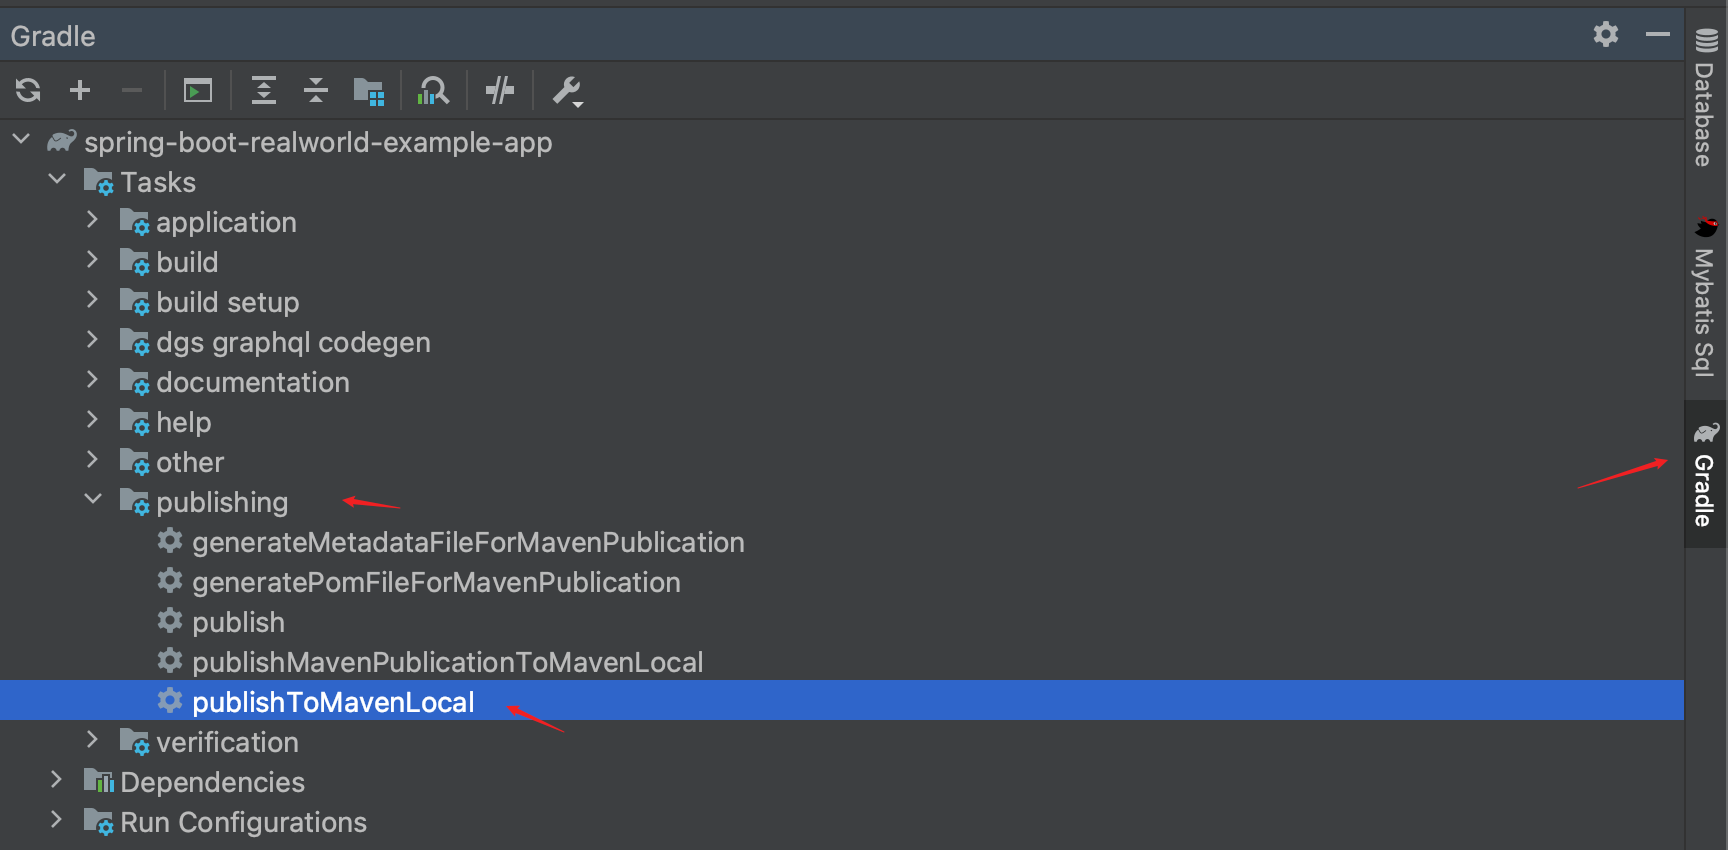 Gradle
spring-boot-realworld-example-app
Tasks
application
build
build setup
dgs graphql codegen
documentation
help
other
publishing
generateMetadataFileForMavenPublication
generatePomFileForMavenPublication
publish
publishMavenPublicationToMavenLocal
publishToMavenLocal
verification
Dependencies
Run Configurations
Database
Mybatis Sql
Gradle